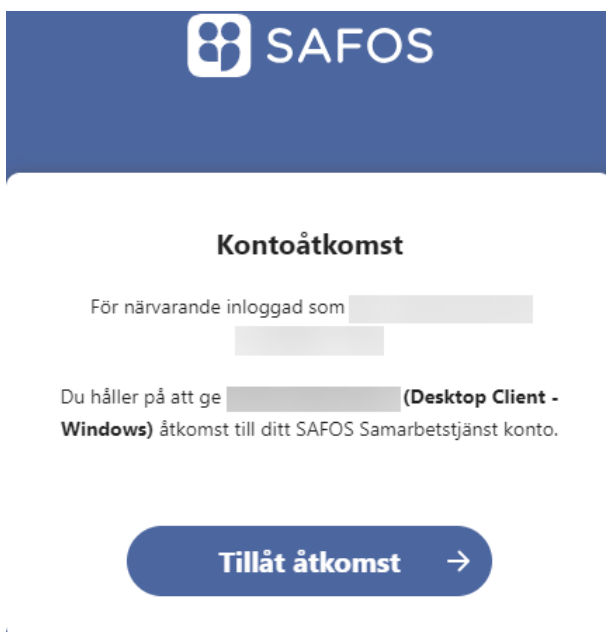 SAFOS
Kontoåtkomst
För närvarande inloggad som
Du håller på att ge (Desktop Client -
Windows) åtkomst till ditt SAFOS Samarbetstjänst konto.
Tillåt åtkomst